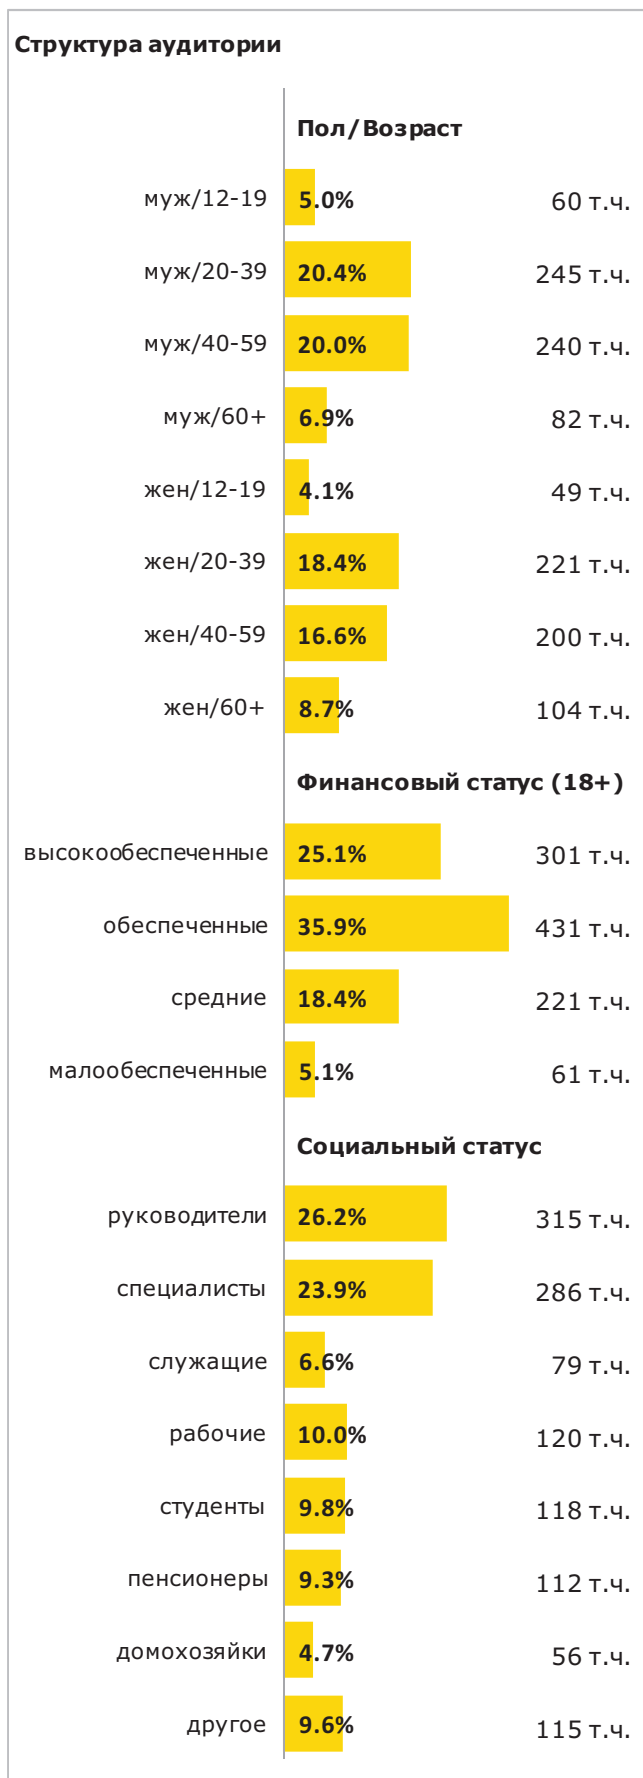 Структура аудитории
Пол/Возраст
муж/12-19 5.0% 60 т.ч.
муж/20-39 20.4% 245 т.ч.
муж/40-59 20.0% 240 т.ч.
муж/60+ 6.9% 82 т.ч.
жен/12-19 4.1% 49 т.ч.
жен/20-39 18.4% 221 т.ч.
жен/40-59 16.6% 200 т.ч.
жен/60+ 8.7% 104 т.ч.
Финансовый статус (18+)
высокообеспеченные 25.1% 301 т.ч.
обеспеченные 35.9% 431 т.ч.
средние 18.4% 221 т.ч.
малообеспеченные 5.1% 61 т.ч.
Социальный статус
руководители 26.2% 315 т.ч.
специалисты 23.9% 286 т.ч.
служащие 6.6% 79 т.ч.
рабочие 10.0% 120 т.ч.
студенты 9.8% 118 т.ч.
пенсионеры 9.3% 112 т.ч.
домохозяйки 4.7% 56 т.ч.
другое 9.6% 115 т.ч.